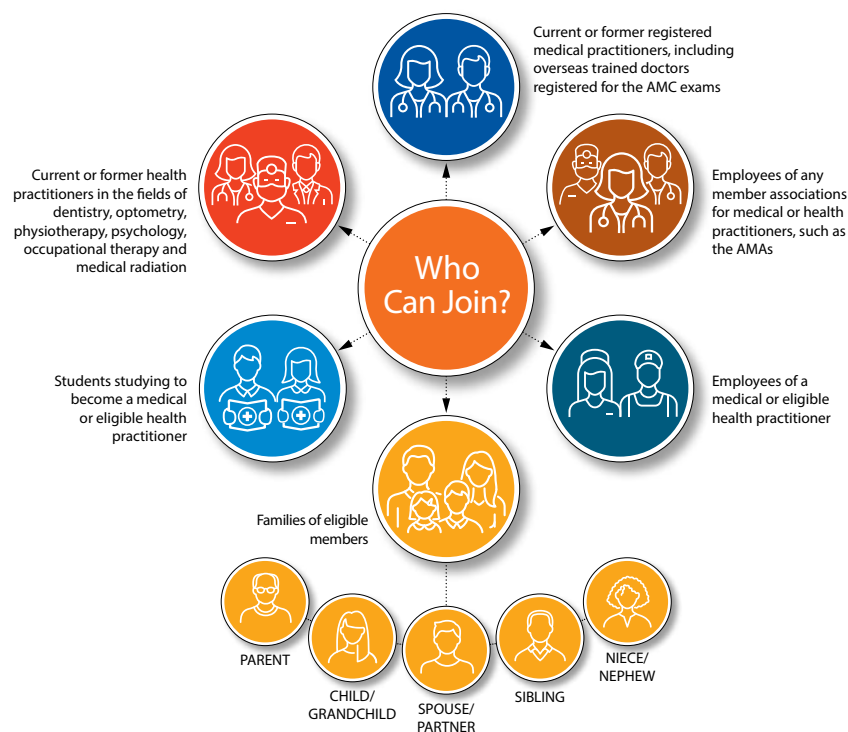 Current or former registered
medical practitioners, including
overseas trained doctors
registered for the AMC exams
Current or former health
practitioners in the fields of
dentistry, optometry,
physiotherapy, psychology,
occupational therapy and
medical radiation
Employees of any
member associations
for medical or health
practitioners, such as
the AMAs
Who
Can Join?
Students studying to
become a medical
or eligible health
practitioner
Employees of a
medical or eligible
health practitioner
Families of eligible
members
PARENT
CHILD/
GRANDCHILD
SPOUSE/
PARTNER
SIBLING
NIECE/
NEPHEW